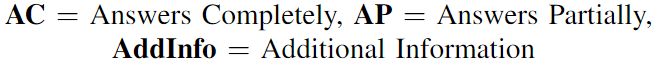 AC = Answers Completely, AP = Answers Partially,
AddInfo = Additional Information